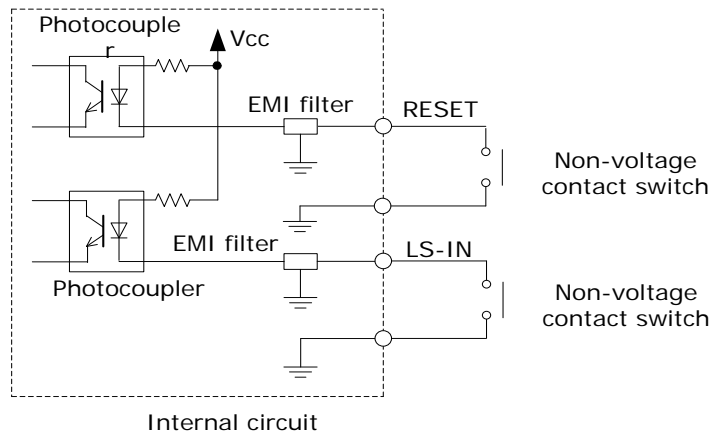 Photocouple
r
Vcc
EMI filter
RESET
Non-voltage
contact switch
EMI filter
LS-IN
Photocoupler
Non-voltage
contact switch
Internal circuit